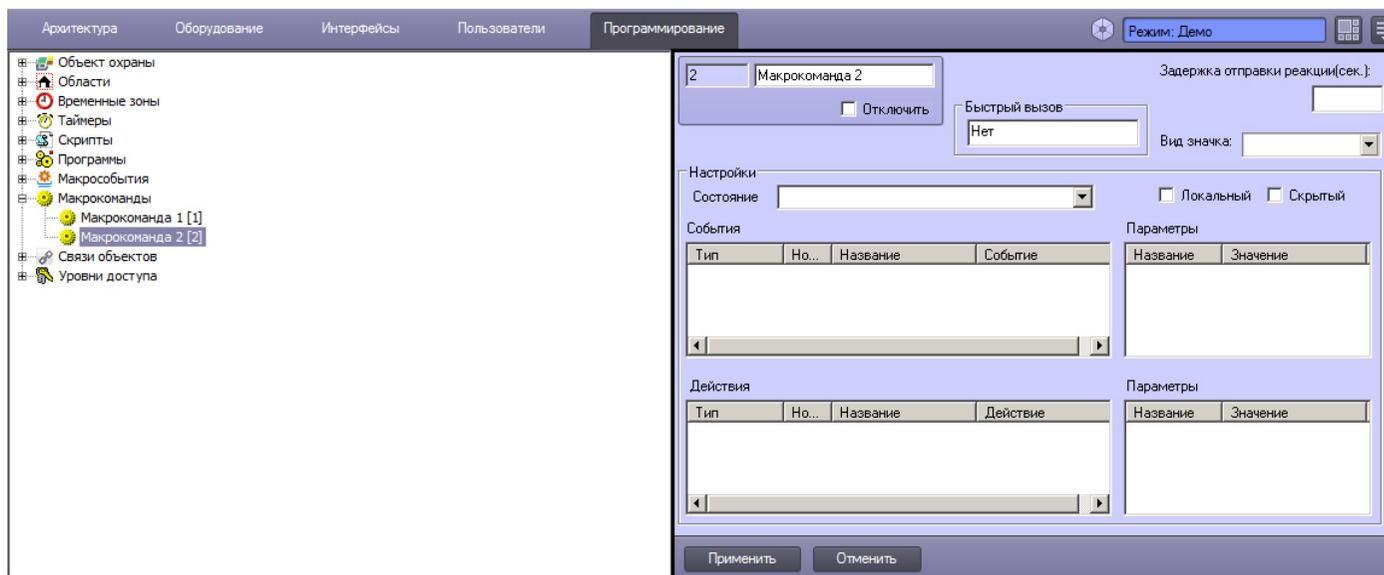 Архитектура Оборудование Интерфейсы Пользователи Программирование Режим: Демо
Объект охраны
Области
Временные зоны
Таймеры
Скрипты
Программы
Макрособытия
Макрокоманды
Макрокоманда 1 [1]
Макрокоманда 2 [2]
Связи объектов
Уровни доступа
2 Макрокоманда 2 Задержка отправки реакции(сек.):
Отключить Быстрый вызов
Нет Вид значка:
Настройки
Состояние Локальный Скрытый
События Параметры
Тип Но... Название Событие Название Значение
Действия Параметры
Тип Но... Название Действие Название Значение
Применить Отменить